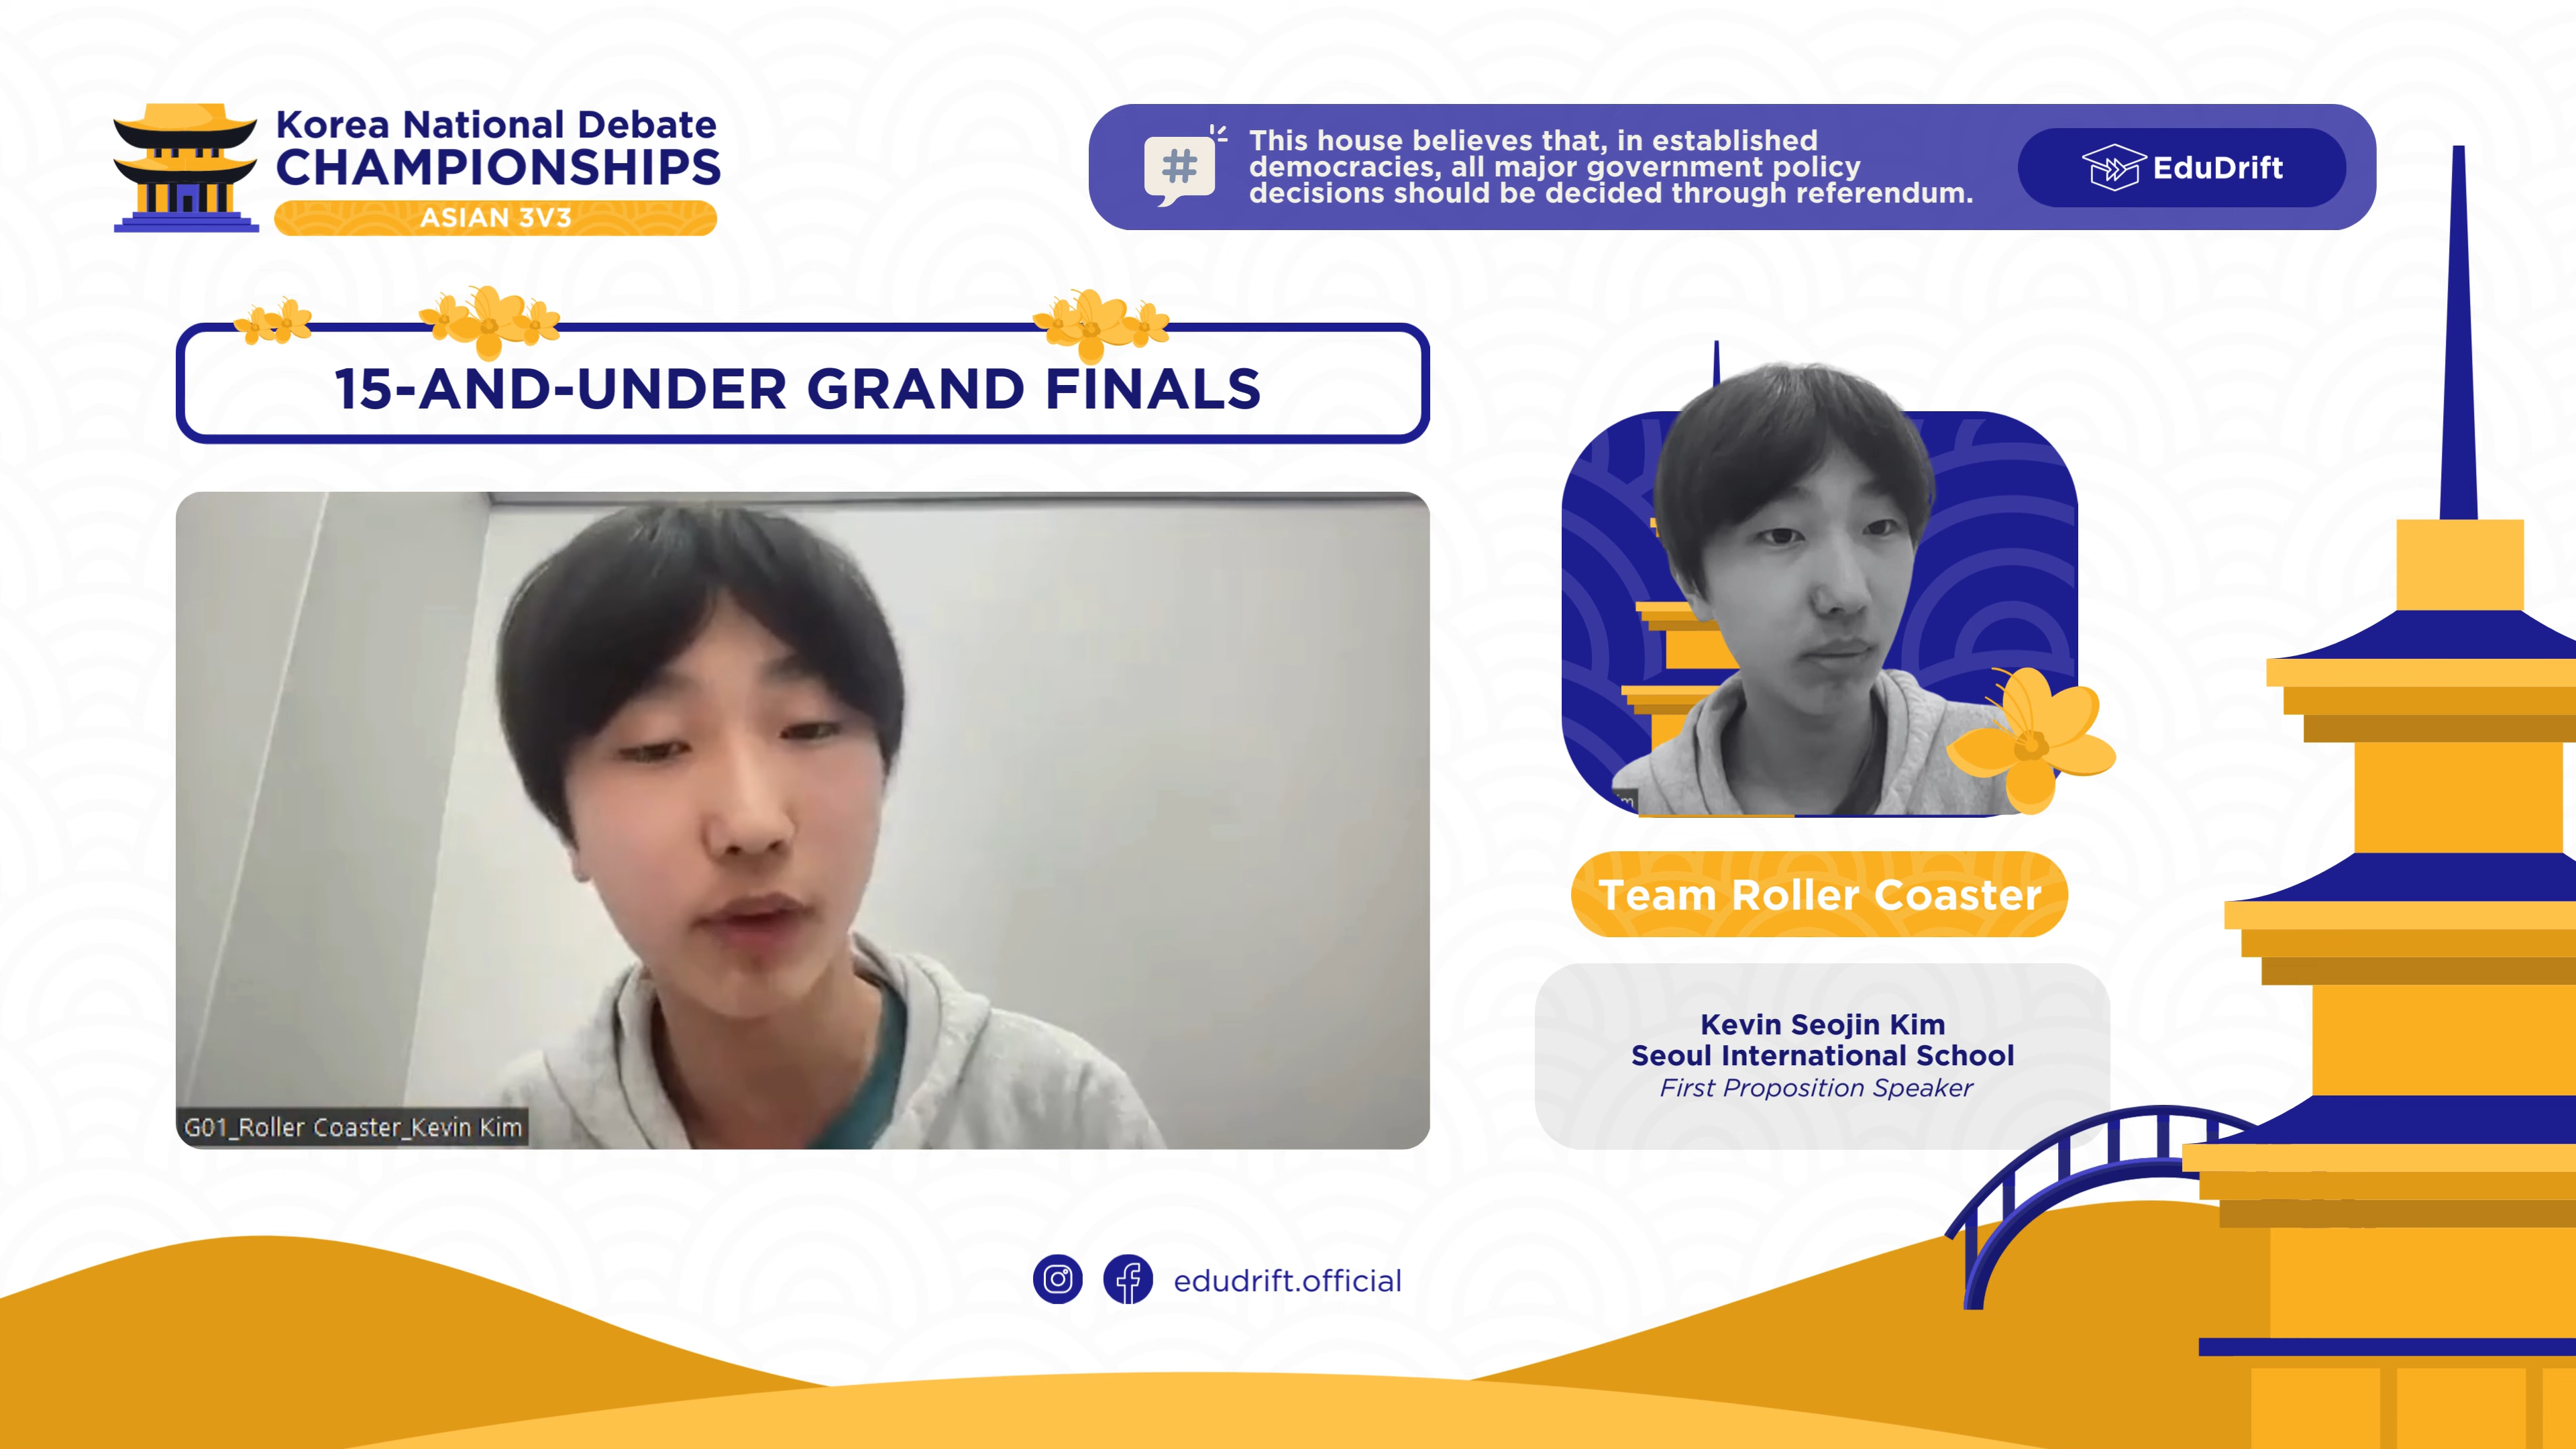 Korea National Debate
CHAMPIONSHIPS
ASIAN 3V3
This house believes that, in established
democracies, all major government policy
decisions should be decided through referendum.
EduDrift
15-AND-UNDER GRAND FINALS
G01_Roller Coaster_Kevin Kim
im
Team Roller Coaster
Kevin Seojin Kim
Seoul International School
First Proposition Speaker
edudrift.official